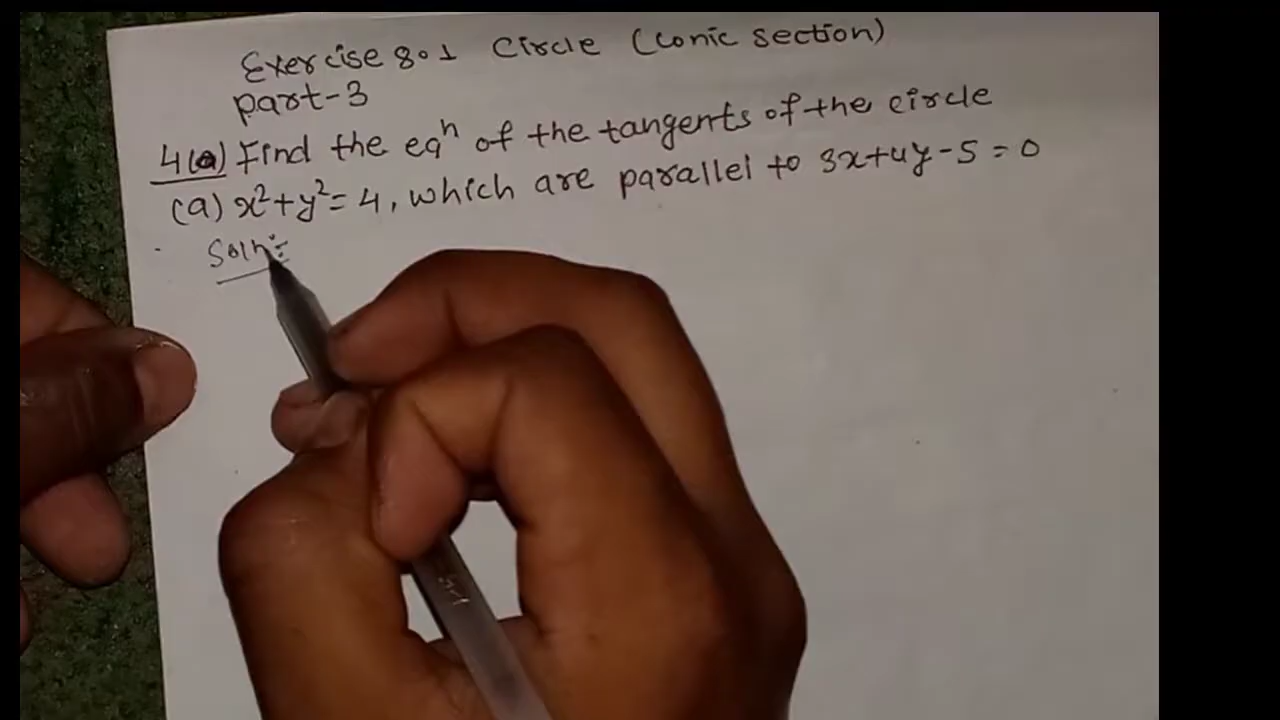 Exercise 8.1 Circle (Conic section)
part-3
4(a) Find the eqⁿ of the tangents of the circle
(a) x²+y²=4, which are parallel to 3x+4y-5=0
Solⁿ: